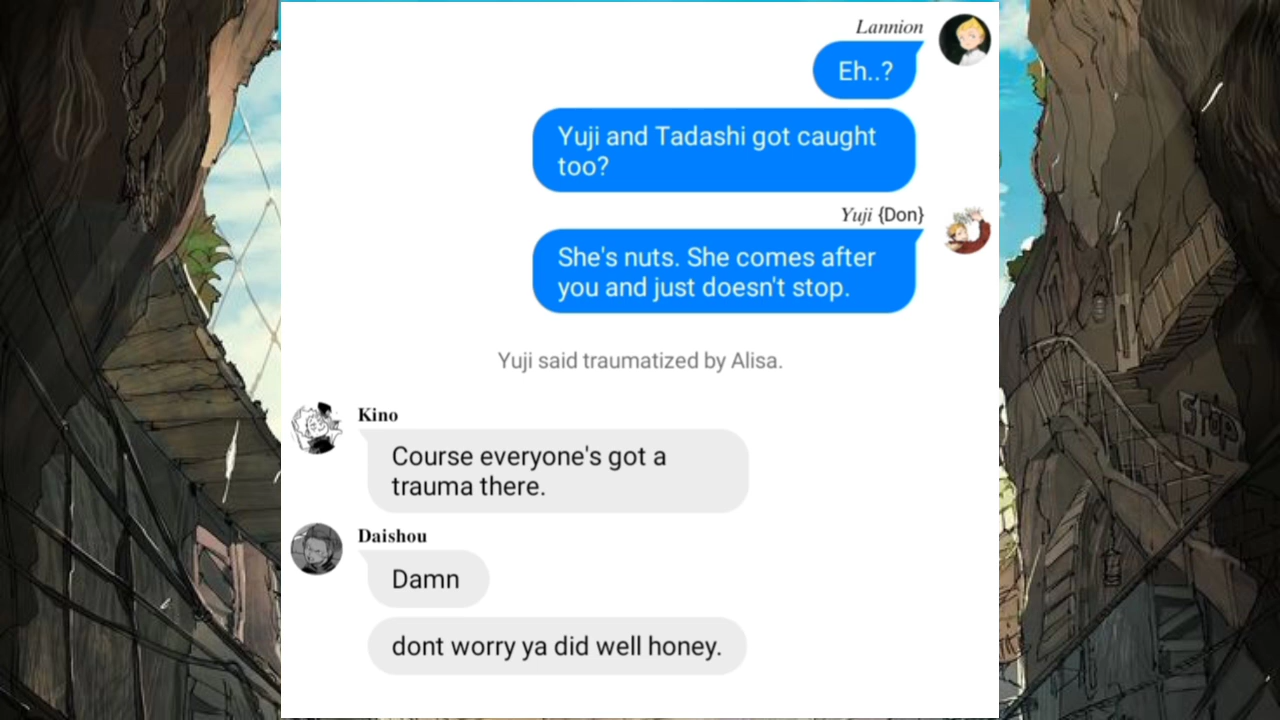 Lannion
Eh..?
Yuji and Tadashi got caught
too?
Yuji {Don}
She's nuts. She comes after
you and just doesn't stop.
Yuji said traumatized by Alisa.
Kino
Course everyone's got a
trauma there.
STOP
Daishou
Damn
dont worry ya did well honey.